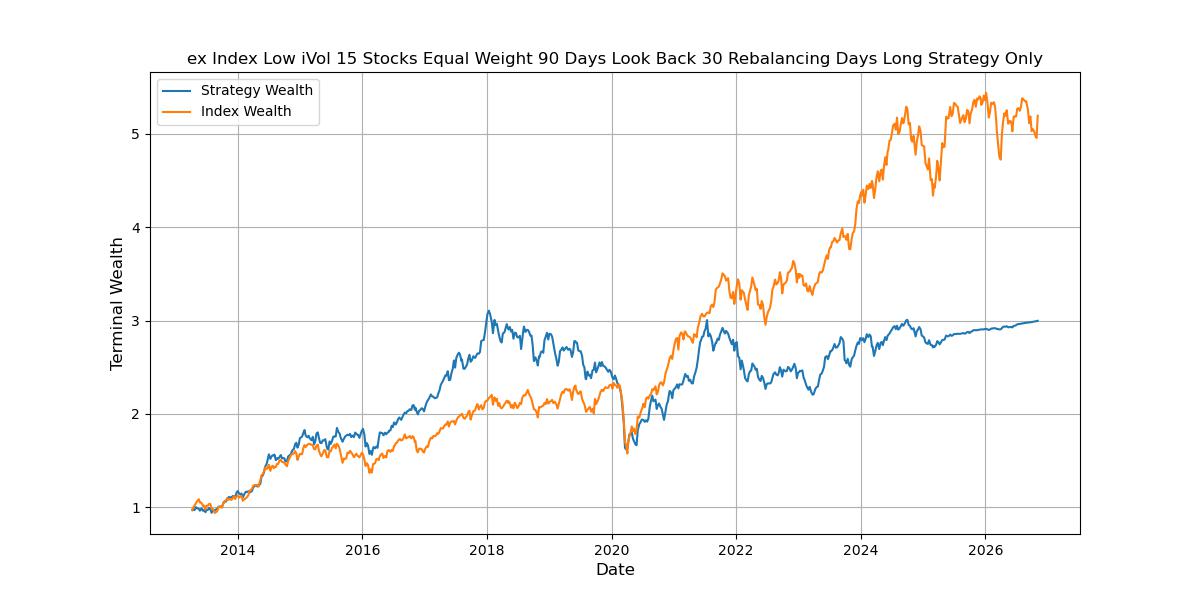 ex Index Low iVol 15 Stocks Equal Weight 90 Days Look Back 30 Rebalancing Days Long Strategy Only
Strategy Wealth
Index Wealth
Terminal Wealth
5
4
3
2
1
2014 2016 2018 2020 2022 2024 2026
Date